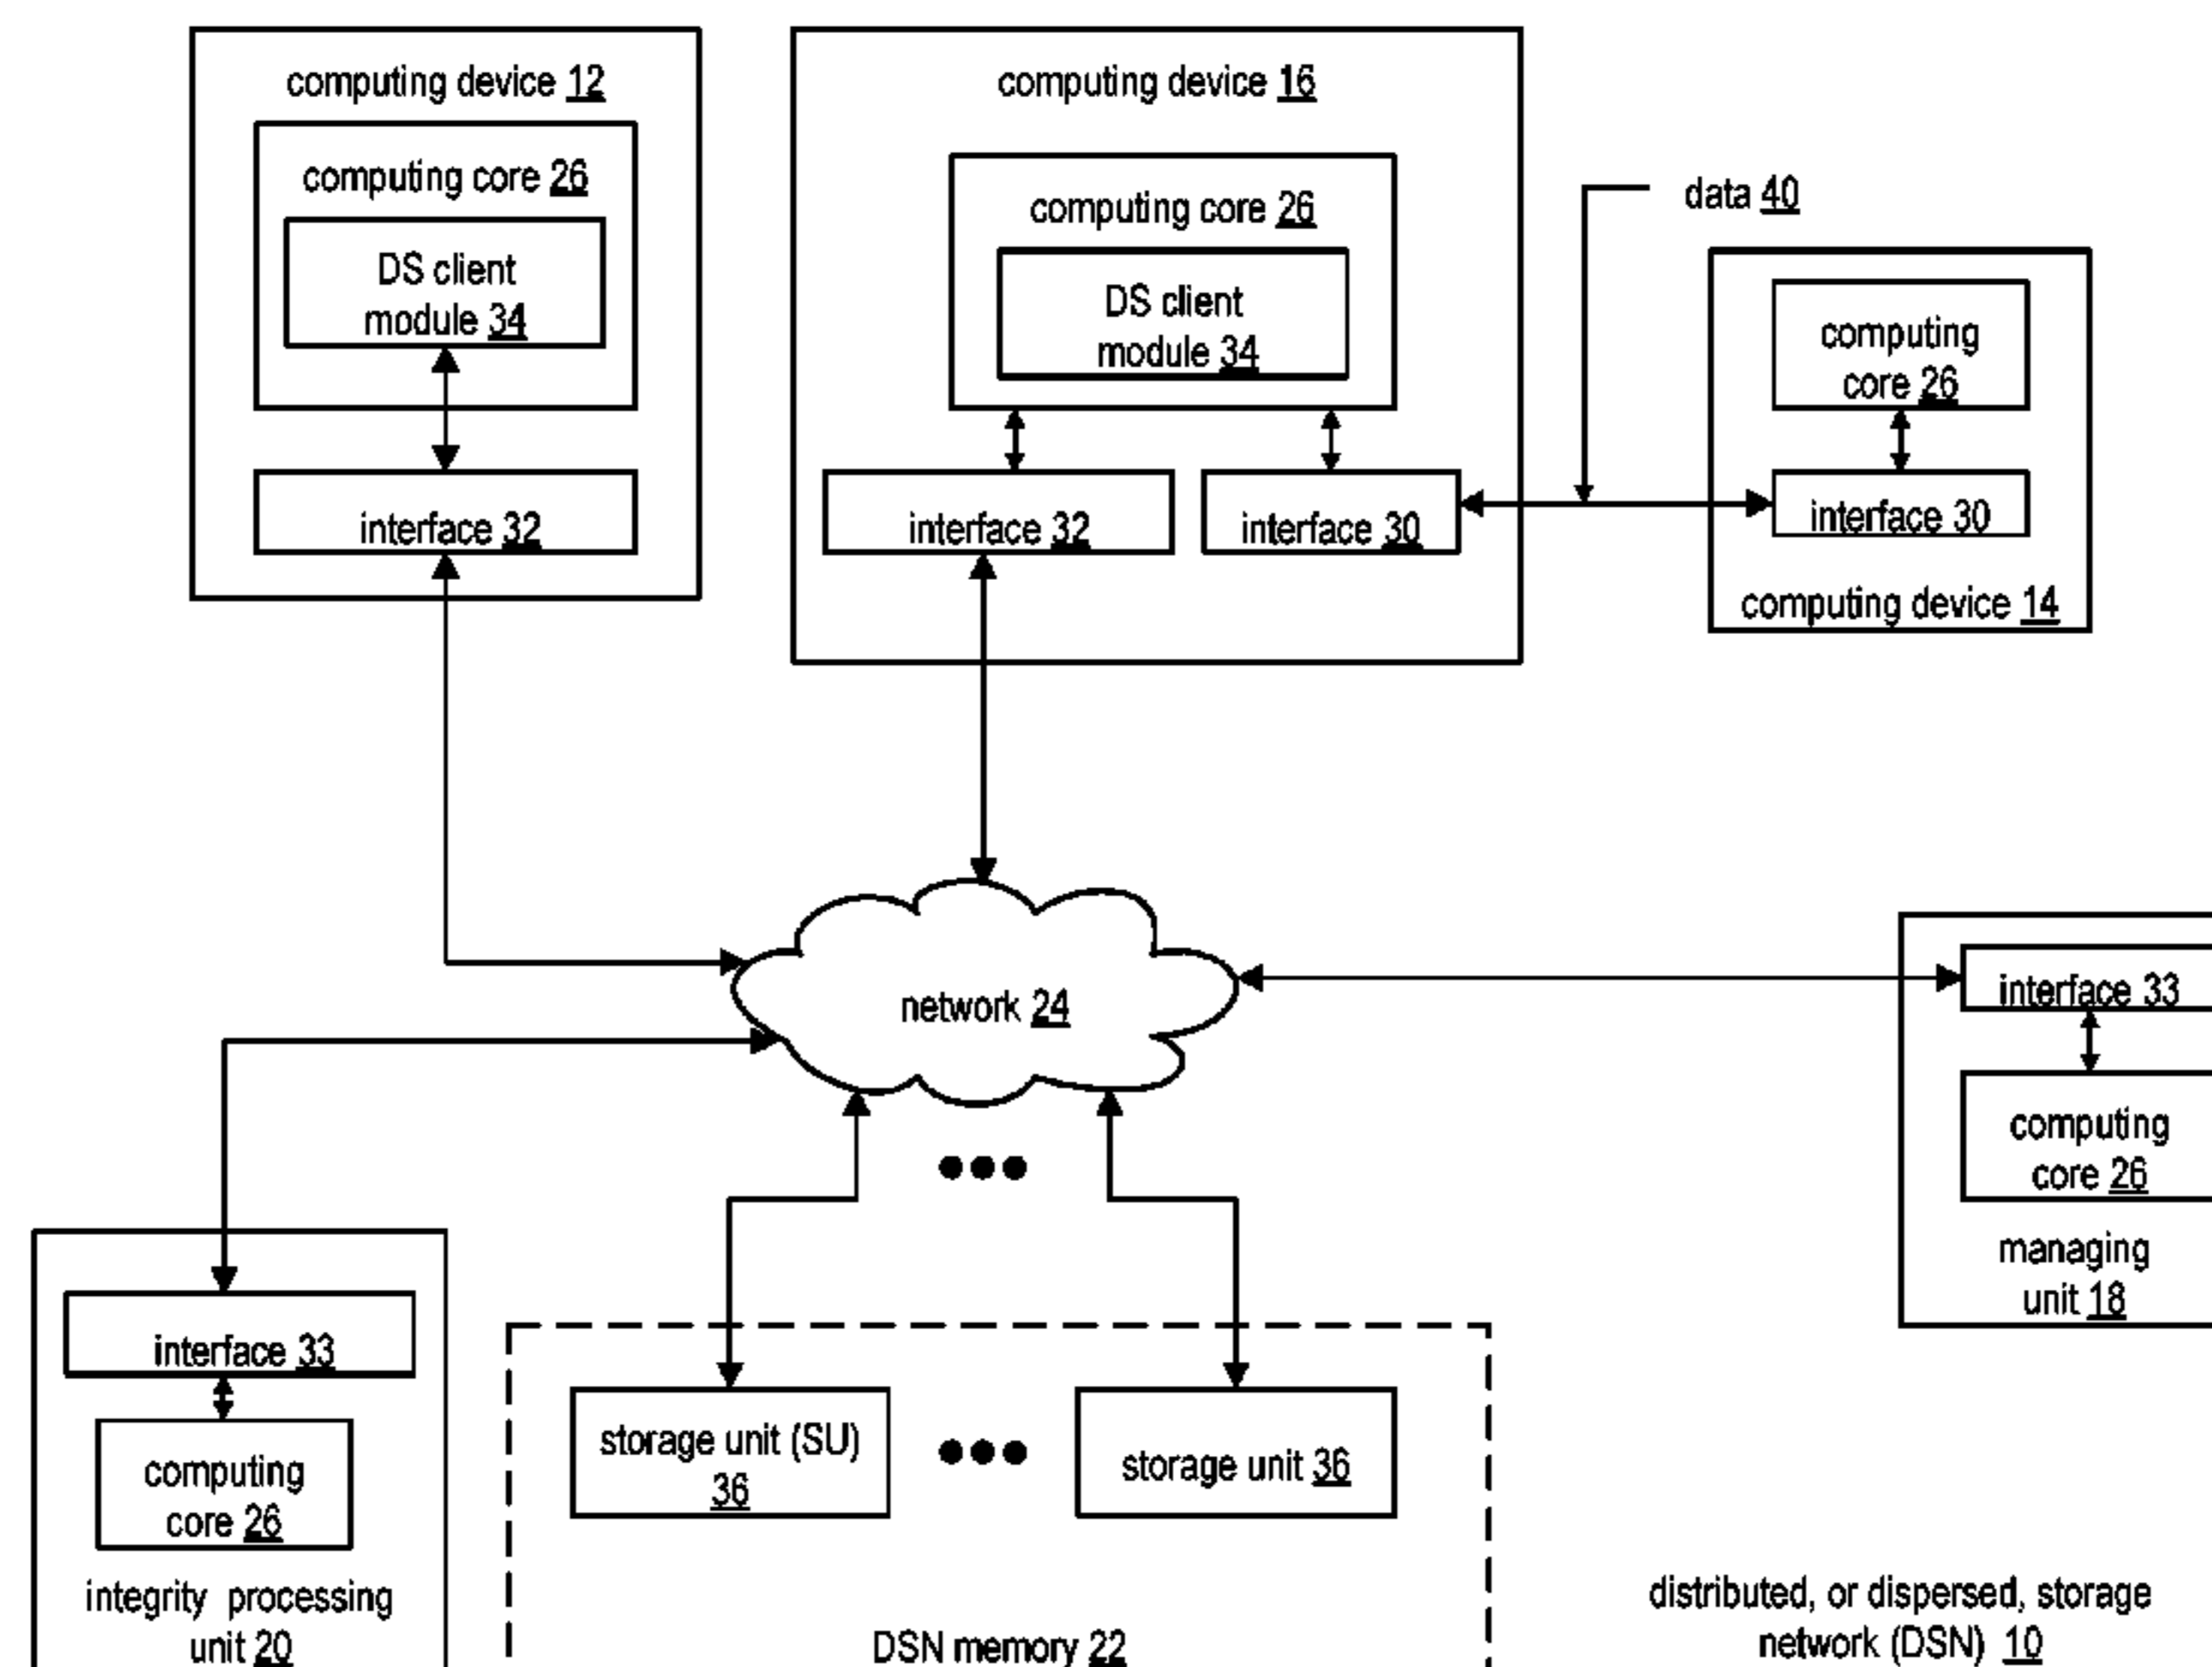 computing device 12
computing core 26
DS client
module 34
interface 32
computing device 16
computing core 26
DS client
module 34
interface 32
interface 30
data 40
computing
core 26
interface 30
computing device 14
network 24
interface 33
computing
core 26
managing
unit 18
interface 33
computing
core 26
integrity processing
unit 20
storage unit (SU)
36
storage unit 36
DSN memory 22
distributed, or dispersed, storage
network (DSN) 10